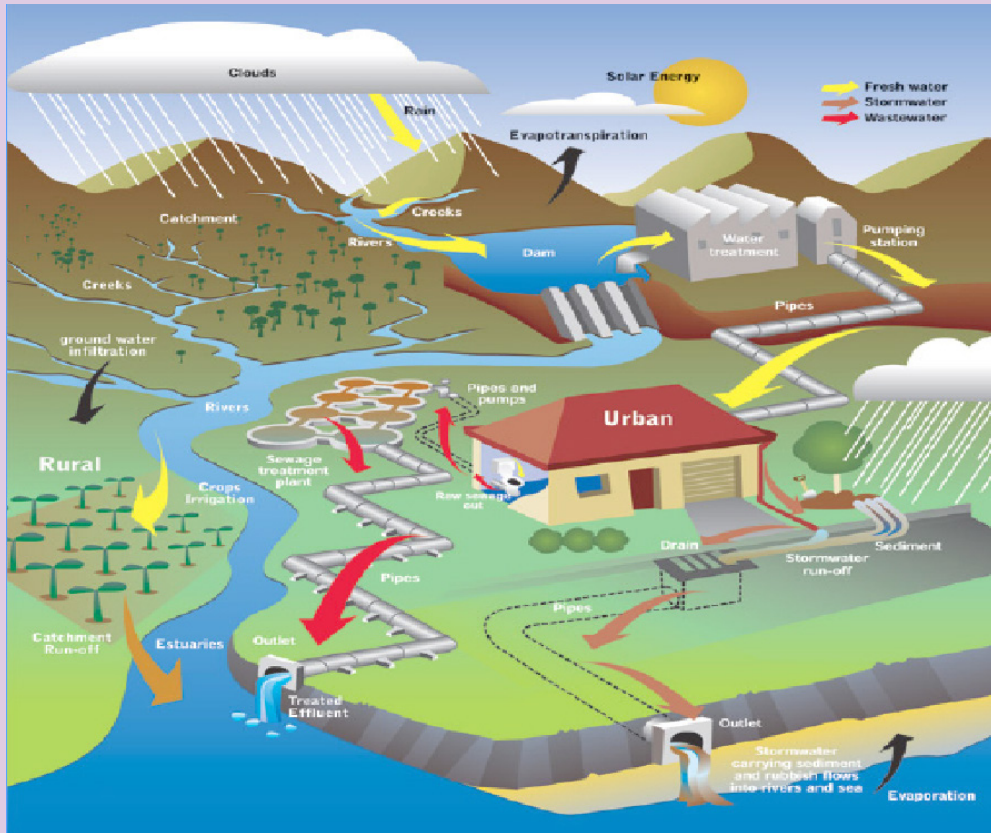 Clouds
Solar Energy
Fresh water
Stormwater
Wastewater
Rain
Evapotranspiration
Catchment
Creeks
Rivers
Dam
Water
treatment
Pumping
station
Creeks
Pipes
ground water
infiltration
Rivers
Pipes and
pumps
Urban
Rural
Sewage
treatment
plant
Crops
Irrigation
Raw sewage
out
Drain
Sediment
Stormwater
run-off
Pipes
Pipes
Catchment
Run-off
Estuaries
Outlet
Treated
Effluent
Outlet
Stormwater
carrying sediment
and rubbish flows
into rivers and sea
Evaporation